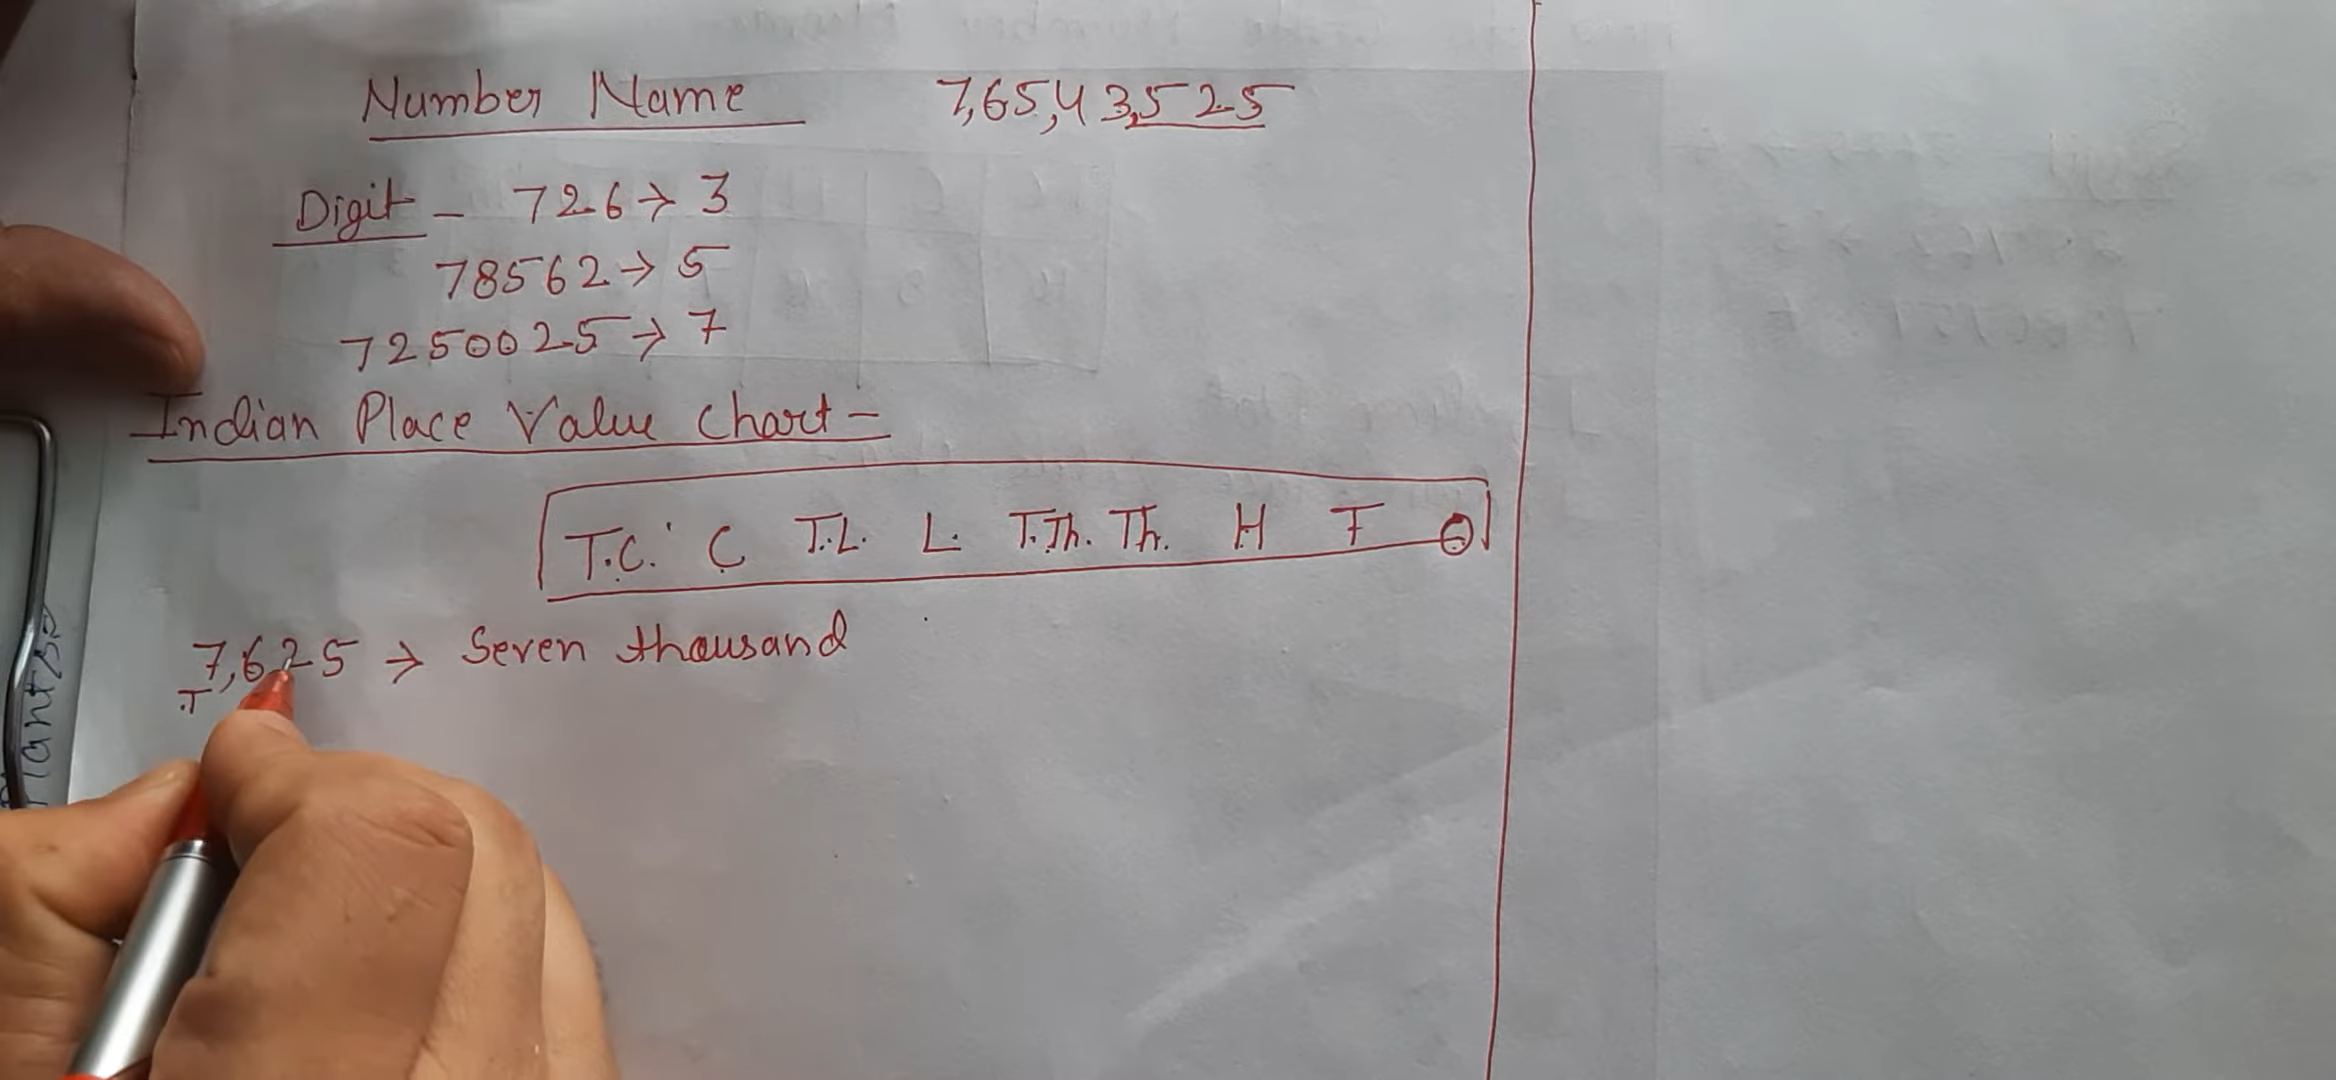 Number Name 7,65,43,525
Digit - 726 → 3
78562 → 5
7250025 → 7
Indian Place Value Chart -
T.C. C T.L. L. T.Th. Th. H T O
7,625 → Seven thousand
T